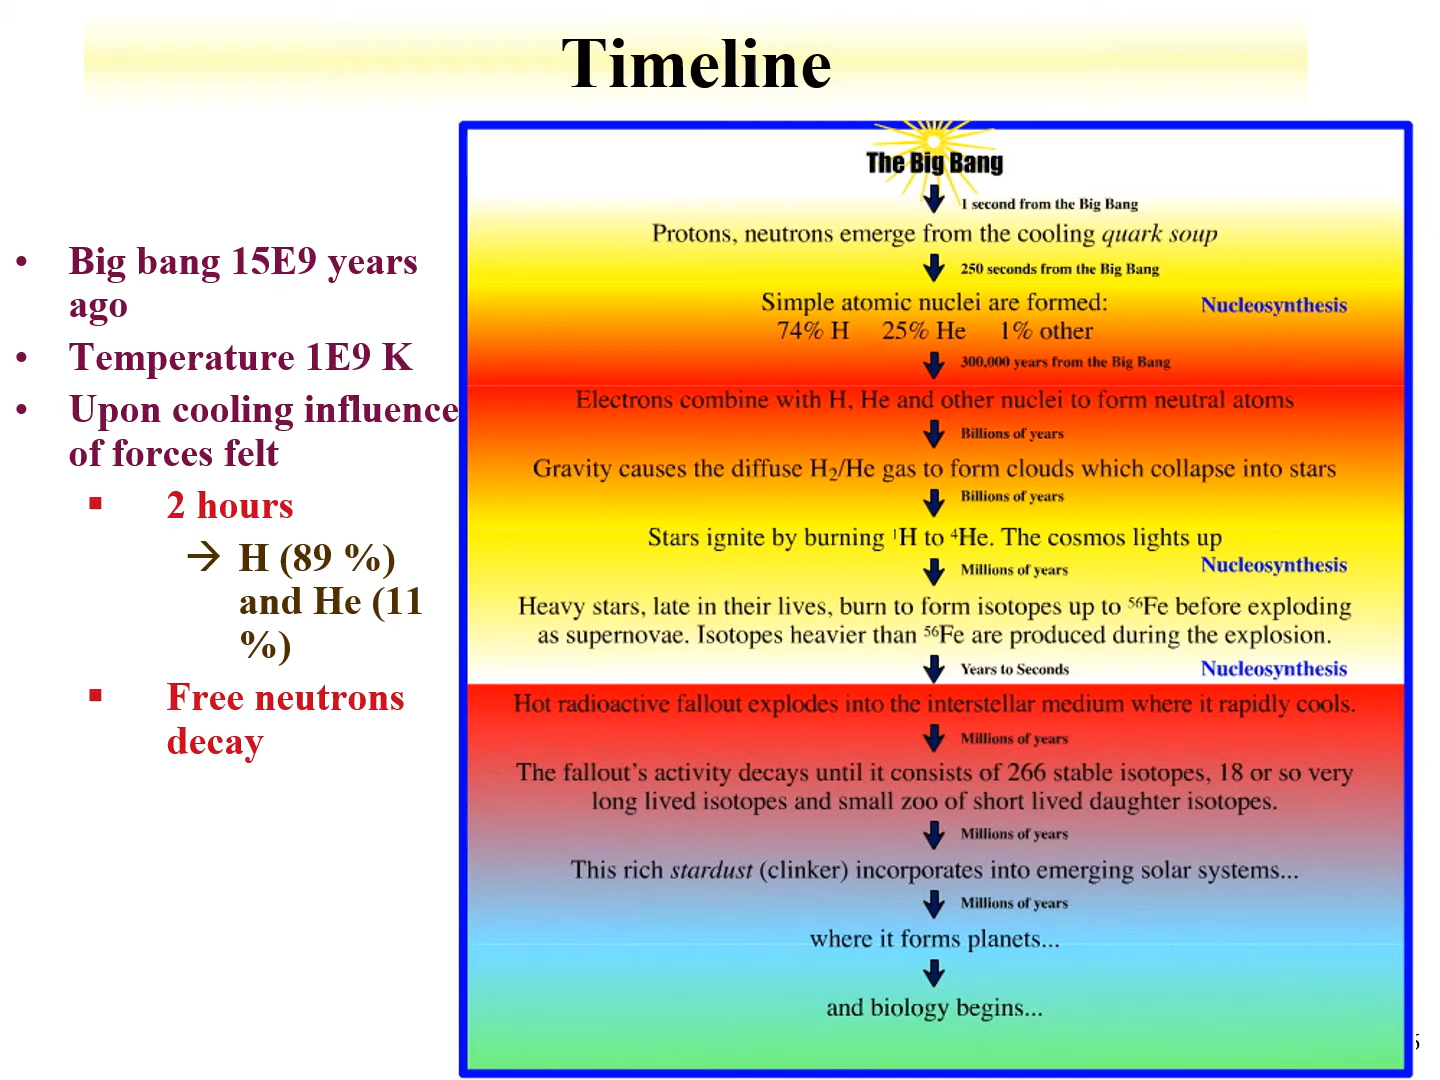 Timeline
• Big bang 15E9 years
ago
• Temperature 1E9 K
• Upon cooling influence
of forces felt
▪ 2 hours
→ H (89 %)
and He (11
%)
▪ Free neutrons
decay
The Big Bang
1 second from the Big Bang
Protons, neutrons emerge from the cooling quark soup
250 seconds from the Big Bang
Simple atomic nuclei are formed:
Nucleosynthesis
74% H 25% He 1% other
300,000 years from the Big Bang
Electrons combine with H, He and other nuclei to form neutral atoms
Billions of years
Gravity causes the diffuse H₂/He gas to form clouds which collapse into stars
Billions of years
Stars ignite by burning ¹H to ⁴He. The cosmos lights up
Millions of years
Nucleosynthesis
Heavy stars, late in their lives, burn to form isotopes up to ⁵⁶Fe before exploding
as supernovae. Isotopes heavier than ⁵⁶Fe are produced during the explosion.
Years to Seconds
Nucleosynthesis
Hot radioactive fallout explodes into the interstellar medium where it rapidly cools.
Millions of years
The fallout's activity decays until it consists of 266 stable isotopes, 18 or so very
long lived isotopes and small zoo of short lived daughter isotopes.
Millions of years
This rich stardust (clinker) incorporates into emerging solar systems...
Millions of years
where it forms planets...
and biology begins...